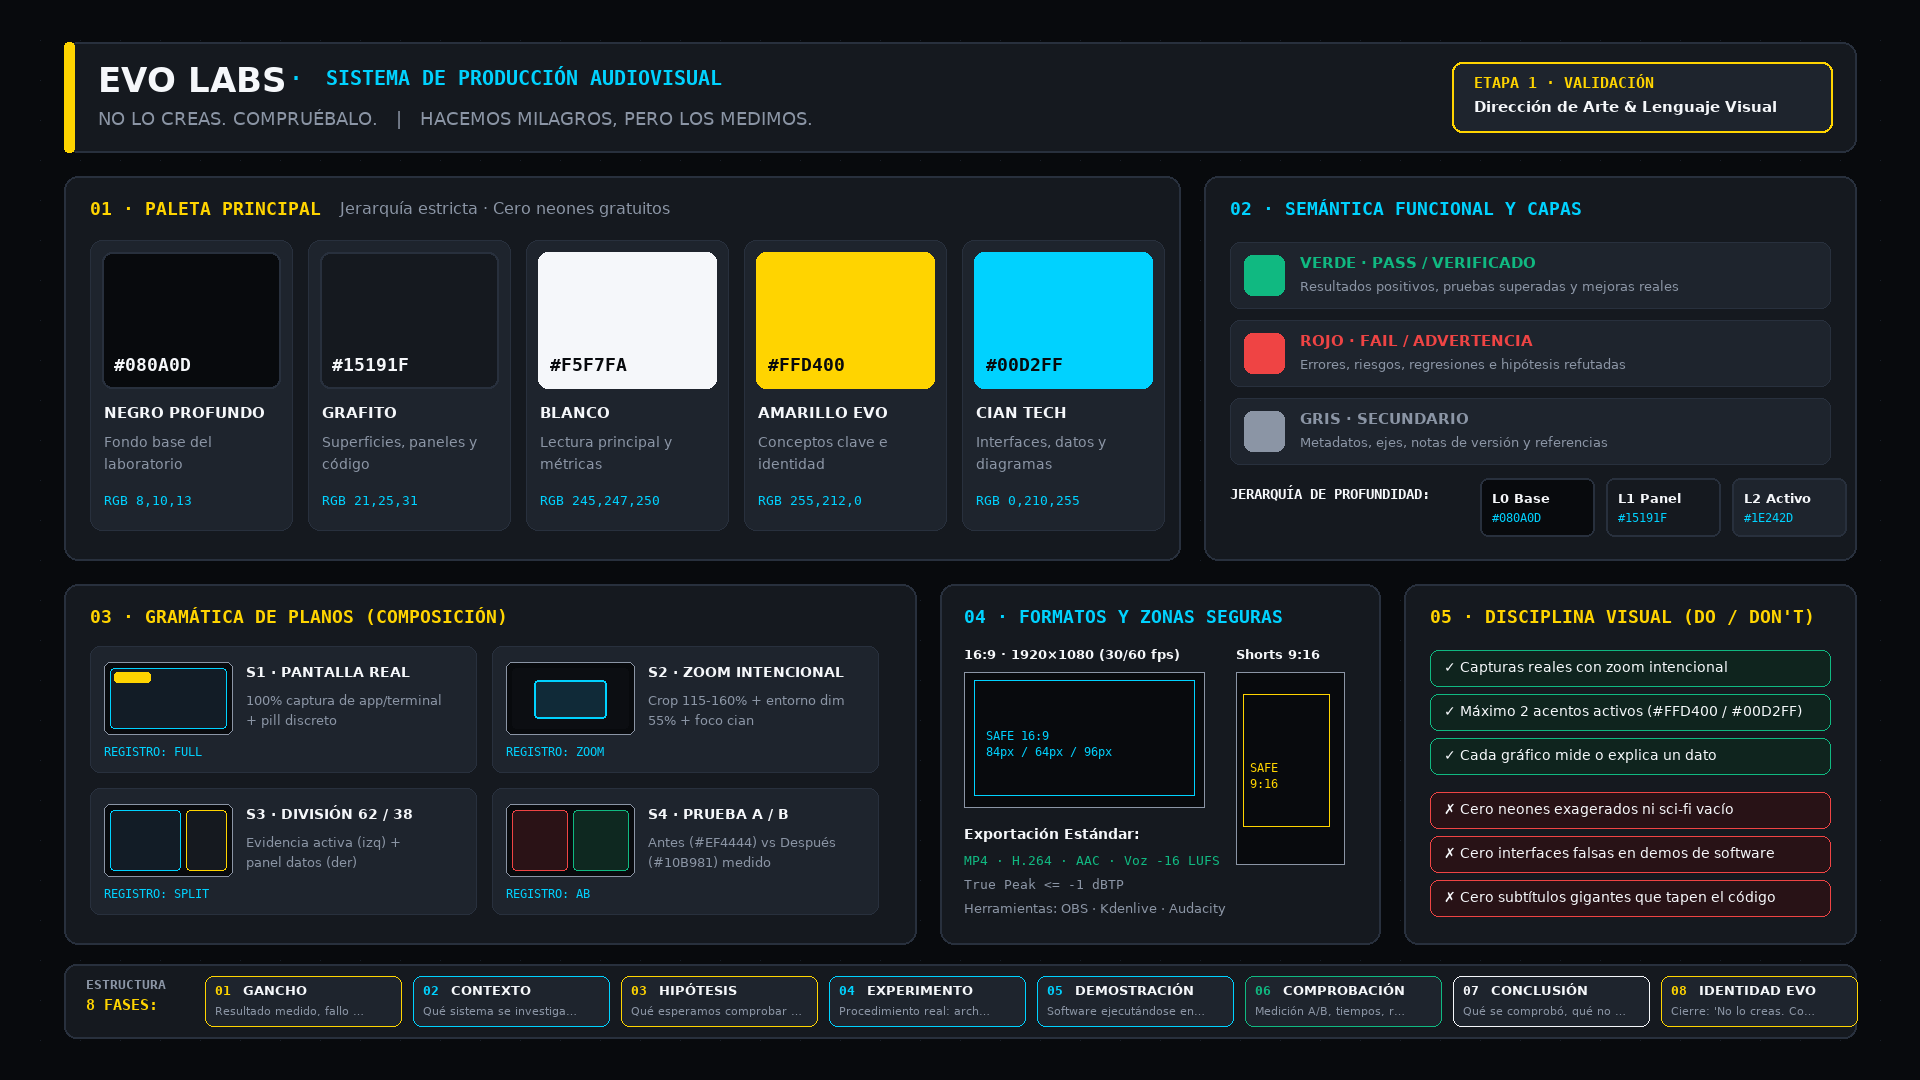 EVO LABS · SISTEMA DE PRODUCCIÓN AUDIOVISUAL
NO LO CREAS. COMPRUÉBALO. | HACEMOS MILAGROS, PERO LOS MEDIMOS.
ETAPA 1 · VALIDACIÓN
Dirección de Arte & Lenguaje Visual
01 · PALETA PRINCIPAL Jerarquía estricta · Cero neones gratuitos
#080A0D
NEGRO PROFUNDO
Fondo base del
laboratorio
RGB 8,10,13
#15191F
GRAFITO
Superficies, paneles y
código
RGB 21,25,31
#F5F7FA
BLANCO
Lectura principal y
métricas
RGB 245,247,250
#FFD400
AMARILLO EVO
Conceptos clave e
identidad
RGB 255,212,0
#00D2FF
CIAN TECH
Interfaces, datos y
diagramas
RGB 0,210,255
02 · SEMÁNTICA FUNCIONAL Y CAPAS
VERDE · PASS / VERIFICADO
Resultados positivos, pruebas superadas y mejoras reales
ROJO · FAIL / ADVERTENCIA
Errores, riesgos, regresiones e hipótesis refutadas
GRIS · SECUNDARIO
Metadatos, ejes, notas de versión y referencias
JERARQUÍA DE PROFUNDIDAD:
L0 Base
#080A0D
L1 Panel
#15191F
L2 Activo
#1E242D
03 · GRAMÁTICA DE PLANOS (COMPOSICIÓN)
S1 · PANTALLA REAL
100% captura de app/terminal
+ pill discreto
REGISTRO: FULL
S2 · ZOOM INTENCIONAL
Crop 115-160% + entorno dim
55% + foco cian
REGISTRO: ZOOM
S3 · DIVISIÓN 62 / 38
Evidencia activa (izq) +
panel datos (der)
REGISTRO: SPLIT
S4 · PRUEBA A / B
Antes (#EF4444) vs Después
(#10B981) medido
REGISTRO: AB
04 · FORMATOS Y ZONAS SEGURAS
16:9 · 1920×1080 (30/60 fps)
SAFE 16:9
84px / 64px / 96px
Shorts 9:16
SAFE
9:16
Exportación Estándar:
MP4 · H.264 · AAC · Voz -16 LUFS
True Peak <= -1 dBTP
Herramientas: OBS · Kdenlive · Audacity
05 · DISCIPLINA VISUAL (DO / DON'T)
✓ Capturas reales con zoom intencional
✓ Máximo 2 acentos activos (#FFD400 / #00D2FF)
✓ Cada gráfico mide o explica un dato
✗ Cero neones exagerados ni sci-fi vacío
✗ Cero interfaces falsas en demos de software
✗ Cero subtítulos gigantes que tapen el código
ESTRUCTURA
8 FASES:
01 GANCHO
Resultado medido, fallo ...
02 CONTEXTO
Qué sistema se investiga...
03 HIPÓTESIS
Qué esperamos comprobar ...
04 EXPERIMENTO
Procedimiento real: arch...
05 DEMOSTRACIÓN
Software ejecutándose en...
06 COMPROBACIÓN
Medición A/B, tiempos, r...
07 CONCLUSIÓN
Qué se comprobó, qué no ...
08 IDENTIDAD EVO
Cierre: 'No lo creas. Co...